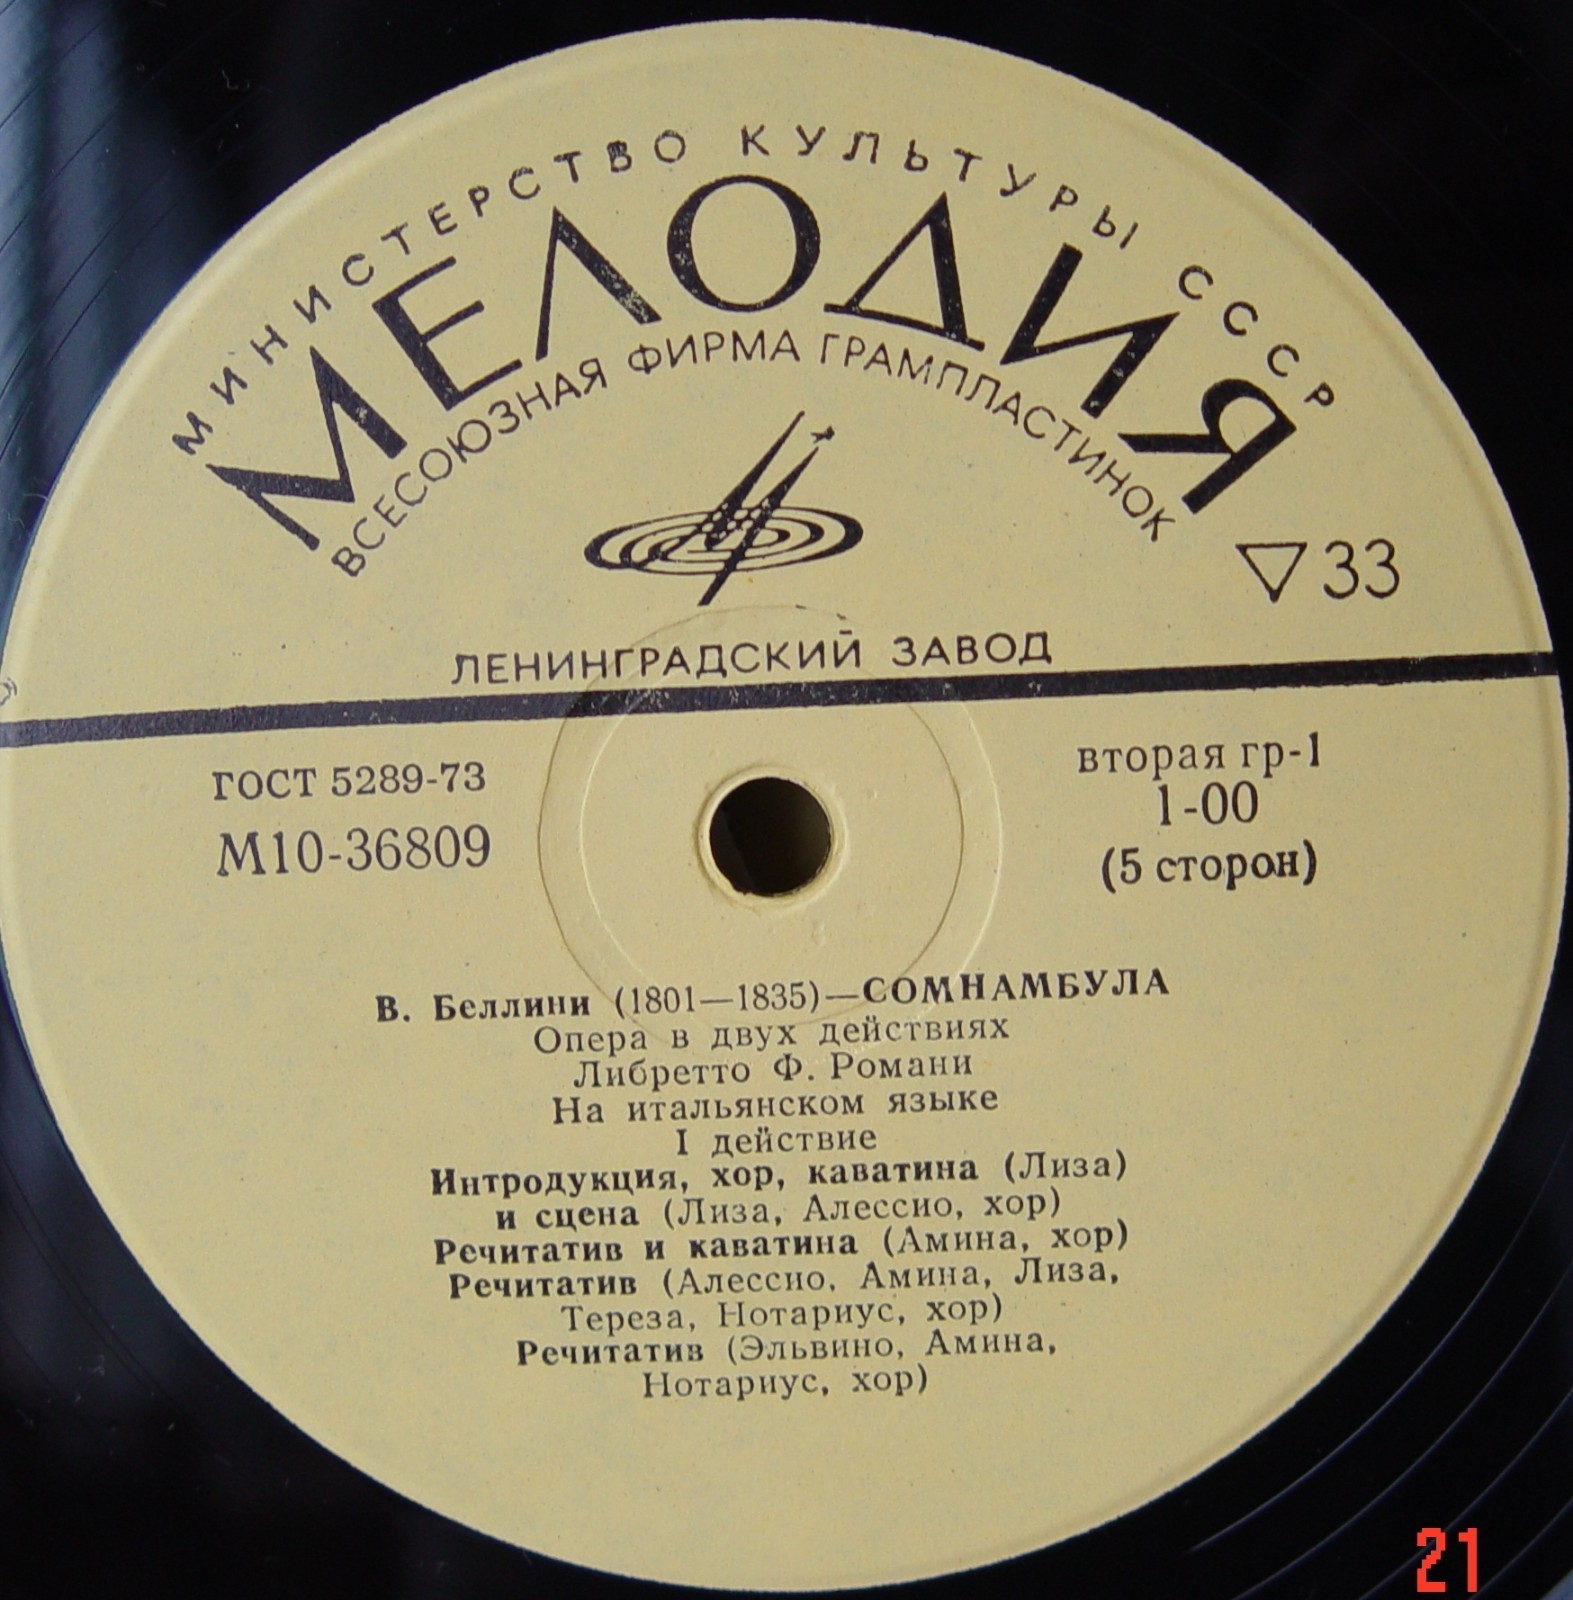 МИНИСТЕРСТВО КУЛЬТУРЫ СССР
МЕЛОДИЯ
ВСЕСОЮЗНАЯ ФИРМА ГРАМПЛАСТИНОК
▽33
ЛЕНИНГРАДСКИЙ ЗАВОД
ГОСТ 5289-73
М10-36809
вторая гр-1
1-00
(5 сторон)
В. Беллини (1801—1835)—СОМНАМБУЛА
Опера в двух действиях
Либретто Ф. Романи
На итальянском языке
I действие
Интродукция, хор, каватина (Лиза)
и сцена (Лиза, Алессио, хор)
Речитатив и каватина (Амина, хор)
Речитатив (Алессио, Амина, Лиза,
Тереза, Нотариус, хор)
Речитатив (Эльвино, Амина,
Нотариус, хор)
21